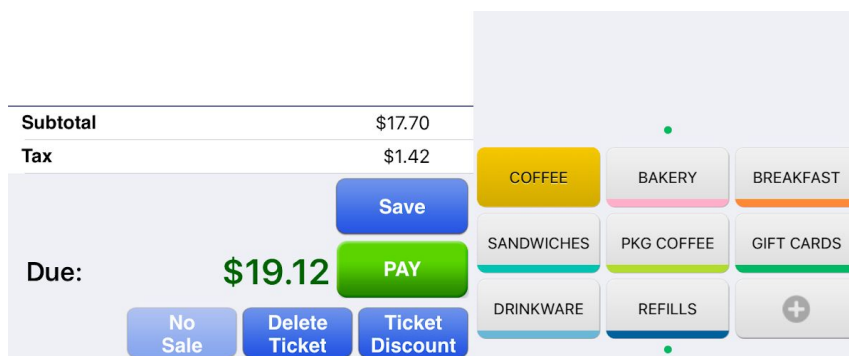 Subtotal $17.70
Tax $1.42
Save
Due: $19.12 PAY
No Sale
Delete Ticket
Ticket Discount
COFFEE BAKERY BREAKFAST
SANDWICHES PKG COFFEE GIFT CARDS
DRINKWARE REFILLS